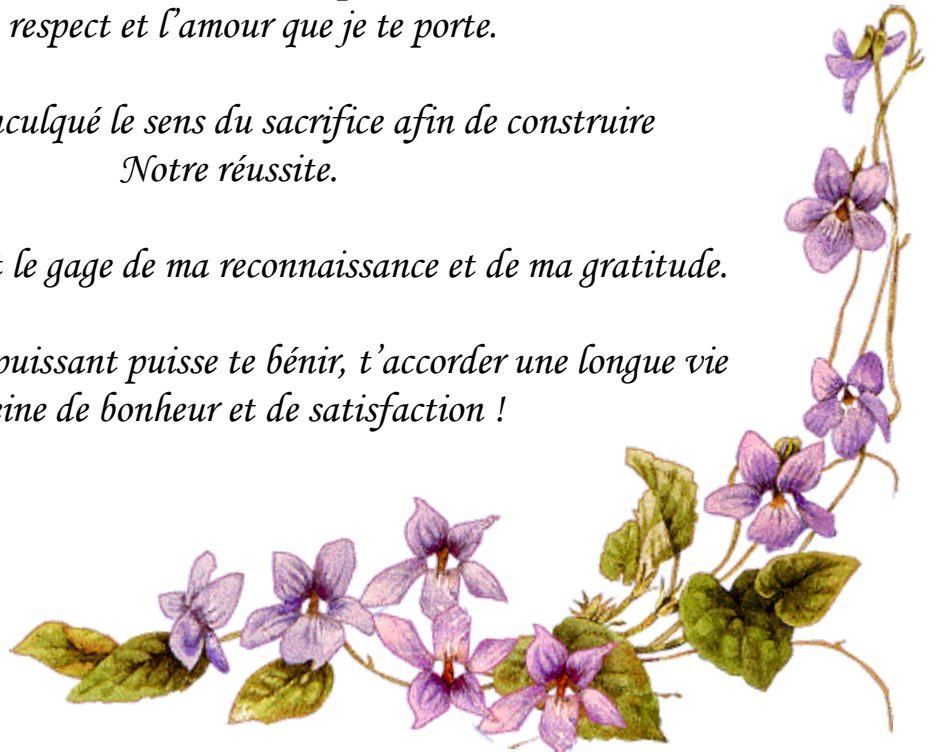 respect et l’amour que je te porte.
culqué le sens du sacrifice afin de construire
Notre réussite.
le gage de ma reconnaissance et de ma gratitude.
puissant puisse te bénir, t’accorder une longue vie
eine de bonheur et de satisfaction !